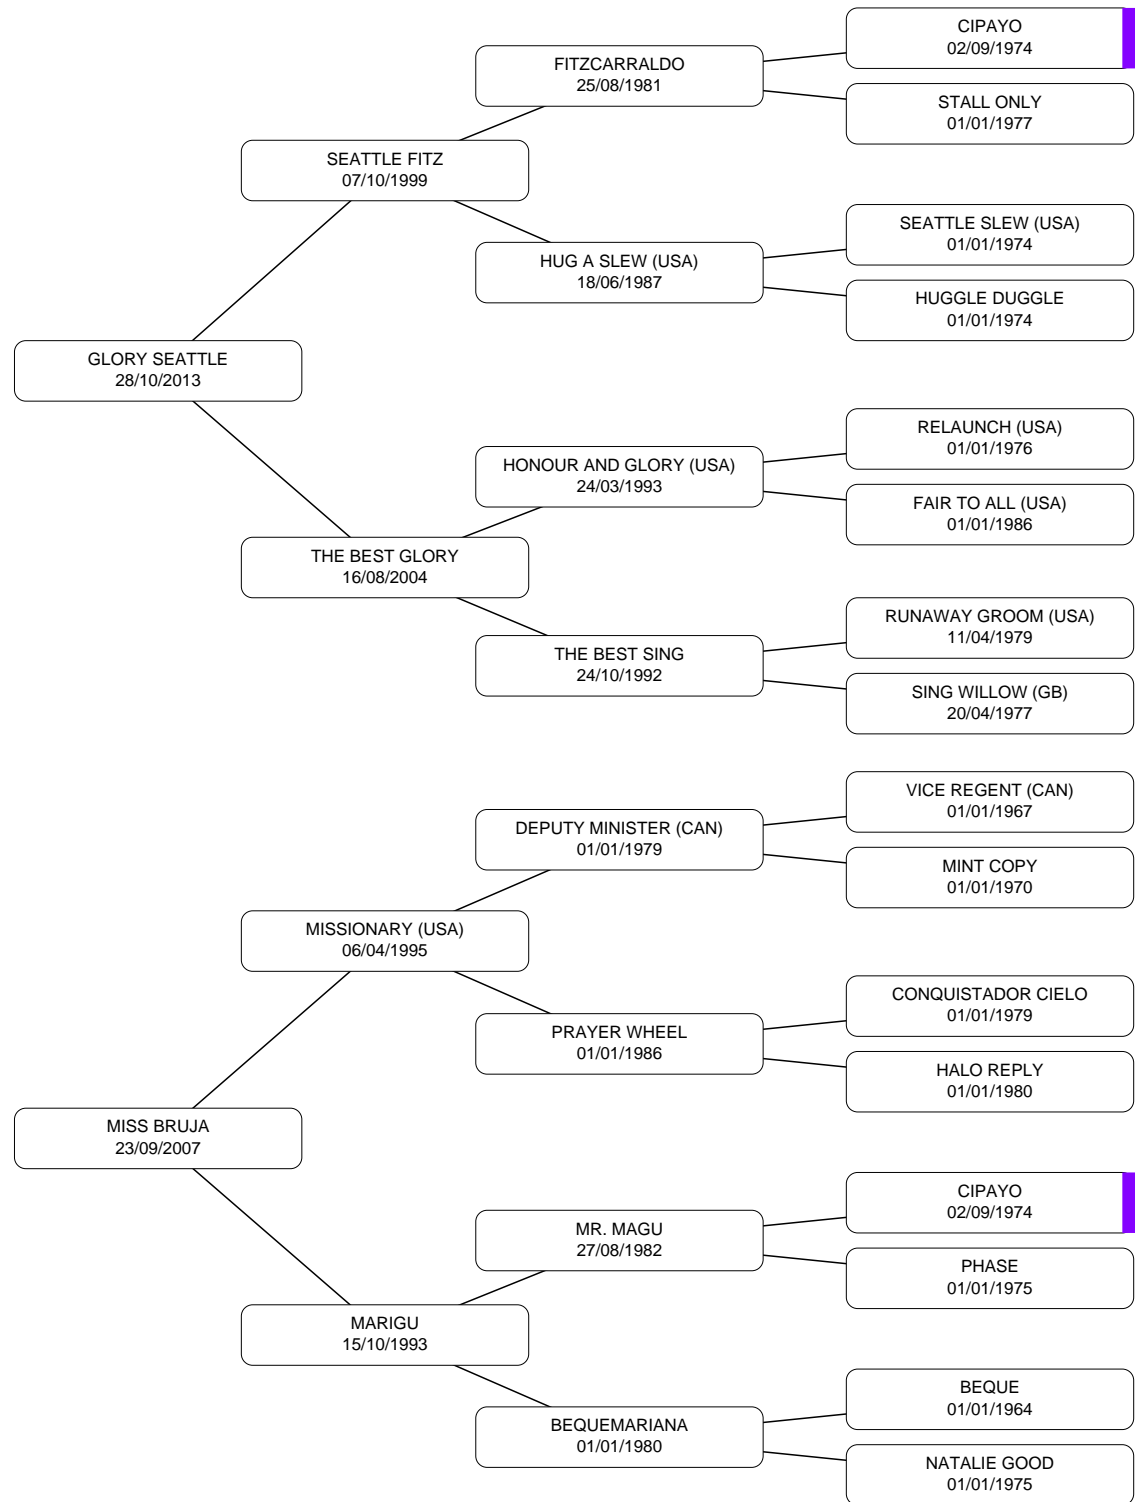 CIPAYO
02/09/1974
FITZCARRALDO
25/08/1981
STALL ONLY
01/01/1977
SEATTLE FITZ
07/10/1999
SEATTLE SLEW (USA)
01/01/1974
HUG A SLEW (USA)
18/06/1987
HUGGLE DUGGLE
01/01/1974
GLORY SEATTLE
28/10/2013
RELAUNCH (USA)
01/01/1976
HONOUR AND GLORY (USA)
24/03/1993
FAIR TO ALL (USA)
01/01/1986
THE BEST GLORY
16/08/2004
RUNAWAY GROOM (USA)
11/04/1979
THE BEST SING
24/10/1992
SING WILLOW (GB)
20/04/1977
VICE REGENT (CAN)
01/01/1967
DEPUTY MINISTER (CAN)
01/01/1979
MINT COPY
01/01/1970
MISSIONARY (USA)
06/04/1995
CONQUISTADOR CIELO
01/01/1979
PRAYER WHEEL
01/01/1986
HALO REPLY
01/01/1980
MISS BRUJA
23/09/2007
CIPAYO
02/09/1974
MR. MAGU
27/08/1982
PHASE
01/01/1975
MARIGU
15/10/1993
BEQUE
01/01/1964
BEQUEMARIANA
01/01/1980
NATALIE GOOD
01/01/1975